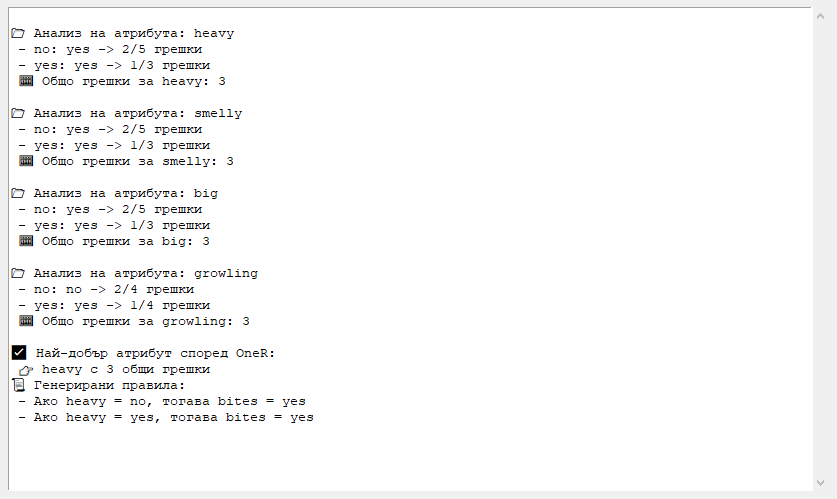 Анализ на атрибута: heavy
- no: yes -> 2/5 грешки
- yes: yes -> 1/3 грешки
Общо грешки за heavy: 3
Анализ на атрибута: smelly
- no: yes -> 2/5 грешки
- yes: yes -> 1/3 грешки
Общо грешки за smelly: 3
Анализ на атрибута: big
- no: yes -> 2/5 грешки
- yes: yes -> 1/3 грешки
Общо грешки за big: 3
Анализ на атрибута: growling
- no: no -> 2/4 грешки
- yes: yes -> 1/4 грешки
Общо грешки за growling: 3
Най-добър атрибут според OneR:
heavy с 3 общи грешки
Генерирани правила:
- Ако heavy = no, тогава bites = yes
- Ако heavy = yes, тогава bites = yes